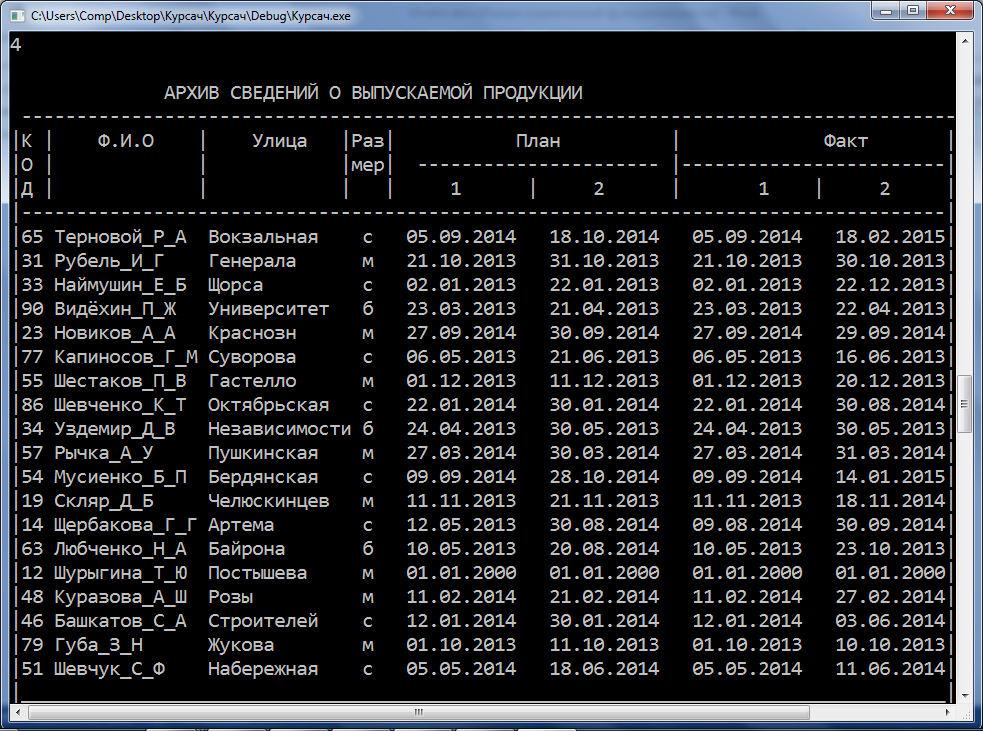 C:\Users\Comp\Desktop\Курсач\Курсач\Debug\Курсач.exe
4
АРХИВ СВЕДЕНИЙ О ВЫПУСКАЕМОЙ ПРОДУКЦИИ
------------------------------------------------------------------------------------
|К |    Ф.И.О    |    Улица   |Раз|           План            |             Факт       |
|О |             |            |мер|  ----------------------   |------------------------|
|Д |             |            |   |     1      |     2      |       1    |     2     |
|------------------------------------------------------------------------------------|
|65 Терновой_Р_А  Вокзальная    с   05.09.2014   18.10.2014   05.09.2014   18.02.2015|
|31 Рубель_И_Г    Генерала      м   21.10.2013   31.10.2013   21.10.2013   30.10.2013|
|33 Наймушин_Е_Б  Щорса         с   02.01.2013   22.01.2013   02.01.2013   22.12.2013|
|90 Видёхин_П_Ж   Университет   б   23.03.2013   21.04.2013   23.03.2013   22.04.2013|
|23 Новиков_А_А   Краснозн      м   27.09.2014   30.09.2014   27.09.2014   29.09.2014|
|77 Капиносов_Г_М Суворова      с   06.05.2013   21.06.2013   06.05.2013   16.06.2013|
|55 Шестаков_П_В  Гастелло      м   01.12.2013   11.12.2013   01.12.2013   20.12.2013|
|86 Шевченко_К_Т  Октябрьская   с   22.01.2014   30.01.2014   22.01.2014   30.08.2014|
|34 Уздемир_Д_В   Независимости б   24.04.2013   30.05.2013   24.04.2013   30.05.2013|
|57 Рычка_А_У     Пушкинская    м   27.03.2014   30.03.2014   27.03.2014   31.03.2014|
|54 Мусиенко_Б_П  Бердянская    с   09.09.2014   28.10.2014   09.09.2014   14.01.2015|
|19 Скляр_Д_Б     Челюскинцев   м   11.11.2013   21.11.2013   11.11.2013   18.11.2014|
|14 Щербакова_Г_Г Артема        с   12.05.2013   30.08.2014   09.08.2014   30.09.2014|
|63 Любченко_Н_А  Байрона       б   10.05.2013   20.08.2014   10.05.2013   23.10.2013|
|12 Шурыгина_Т_Ю  Постышева     м   01.01.2000   01.01.2000   01.01.2000   01.01.2000|
|48 Куразова_А_Ш  Розы          м   11.02.2014   21.02.2014   11.02.2014   27.02.2014|
|46 Башкатов_С_А  Строителей    с   12.01.2014   30.01.2014   12.01.2014   03.06.2014|
|79 Губа_З_Н      Жукова        м   01.10.2013   11.10.2013   01.10.2013   10.10.2013|
|51 Шевчук_С_Ф    Набережная    с   05.05.2014   18.06.2014   05.05.2014   11.06.2014|